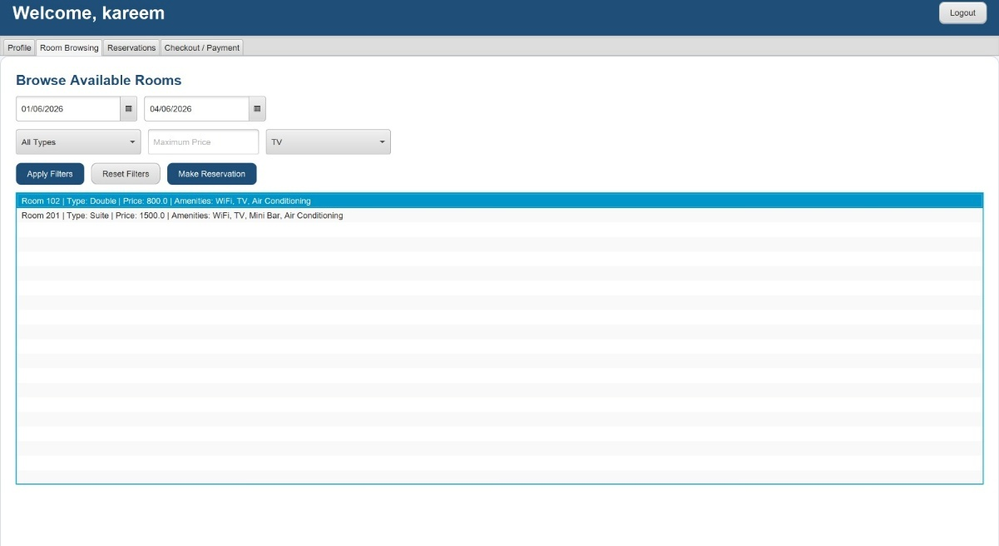 Welcome, kareem
Logout
Profile
Room Browsing
Reservations
Checkout / Payment
Browse Available Rooms
01/06/2026
04/06/2026
All Types
Maximum Price
TV
Apply Filters
Reset Filters
Make Reservation
Room 102 | Type: Double | Price: 800.0 | Amenities: WiFi, TV, Air Conditioning
Room 201 | Type: Suite | Price: 1500.0 | Amenities: WiFi, TV, Mini Bar, Air Conditioning